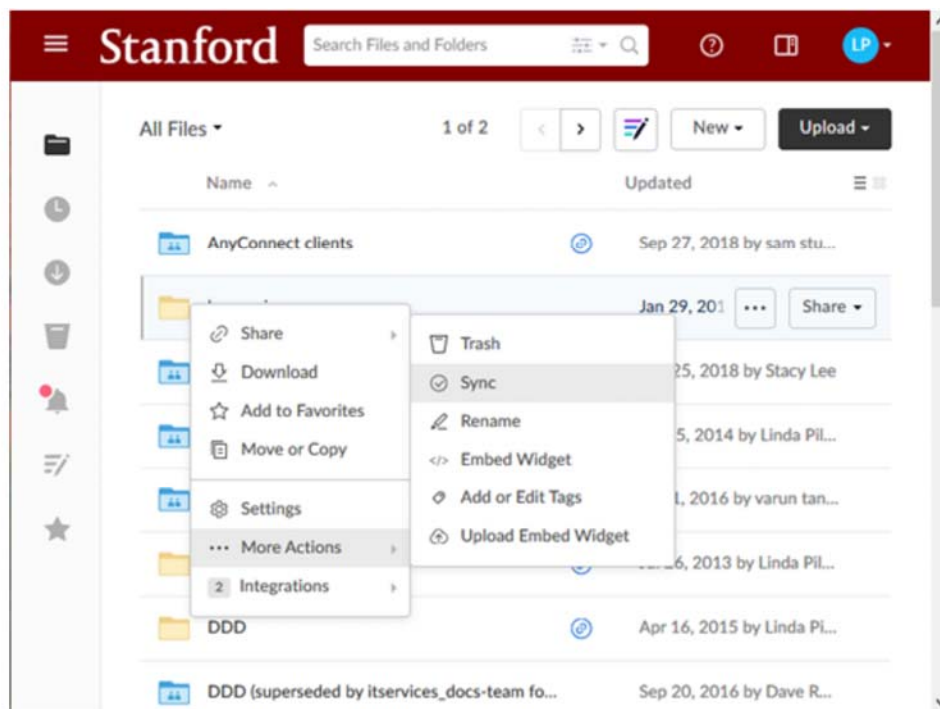 Stanford
Search Files and Folders
LP
All Files
1 of 2
New
Upload
Name
Updated
AnyConnect clients
Sep 27, 2018 by sam stu...
Jan 29, 201
...
Share
Share
Download
Add to Favorites
Move or Copy
Settings
More Actions
2 Integrations
Trash
Sync
Rename
Embed Widget
Add or Edit Tags
Upload Embed Widget
25, 2018 by Stacy Lee
5, 2014 by Linda Pil...
1, 2016 by varun tan...
6, 2013 by Linda Pil...
DDD
Apr 16, 2015 by Linda Pi...
DDD (superseded by itservices_docs-team fo...
Sep 20, 2016 by Dave R...